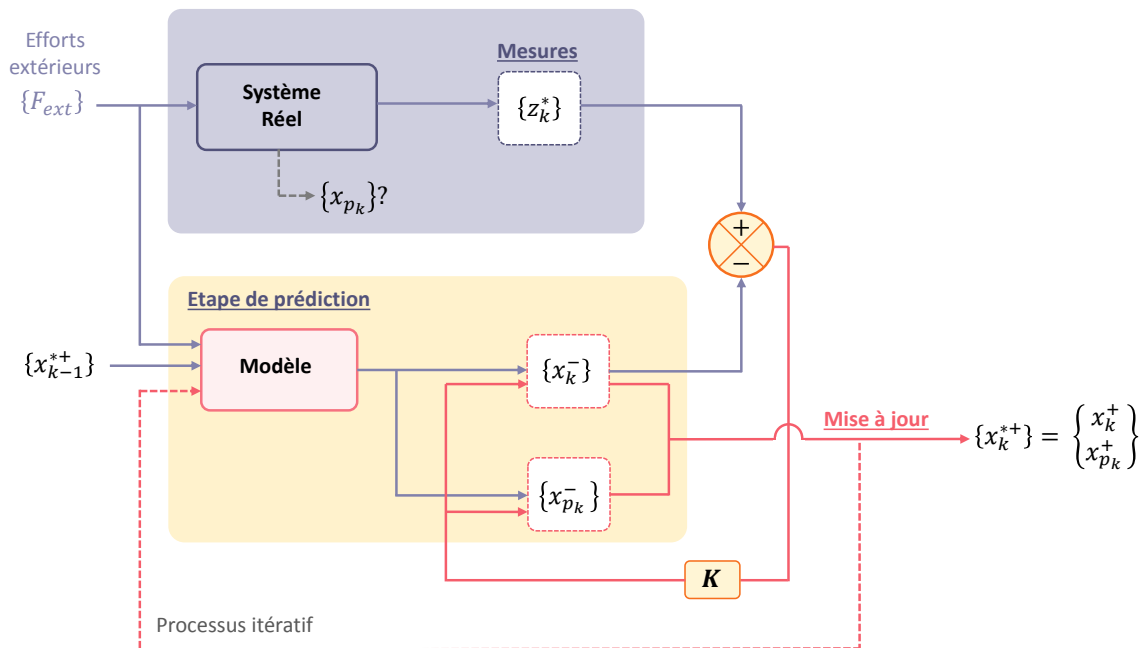 Efforts
extérieurs
{F_ext}
Système
Réel
Mesures
{z_k^*}
{x_{p_k}}?
+
−
Etape de prédiction
{x_{k-1}^{*+}}
Modèle
{x_k^-}
{x_{p_k}^-}
Mise à jour
{x_k^{*+}} = {x_k^+
x_{p_k}^+}
K
Processus itératif